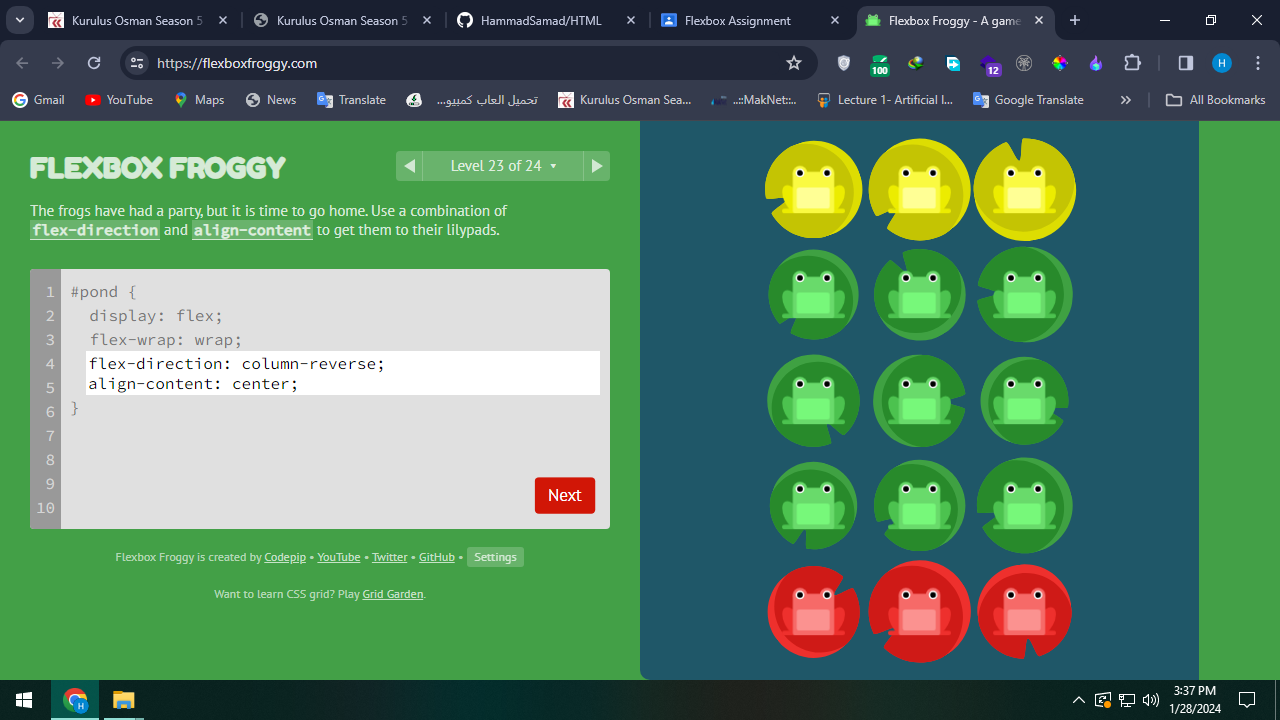 Kurulus Osman Season 5
Kurulus Osman Season 5
HammadSamad/HTML
Flexbox Assignment
Flexbox Froggy - A game
https://flexboxfroggy.com
100
12
H
Gmail
YouTube
Maps
News
Translate
تحميل العاب كمبيو...
Kurulus Osman Sea...
..::MakNet::..
Lecture 1- Artificial I...
Google Translate
All Bookmarks
FLEXBOX FROGGY
Level 23 of 24
The frogs have had a party, but it is time to go home. Use a combination of
flex-direction and align-content to get them to their lilypads.
1 #pond {
2 display: flex;
3 flex-wrap: wrap;
4 flex-direction: column-reverse;
5 align-content: center;
6 }
7
8
9
10
Next
Flexbox Froggy is created by Codepip • YouTube • Twitter • GitHub • Settings
Want to learn CSS grid? Play Grid Garden.
H
3:37 PM
1/28/2024